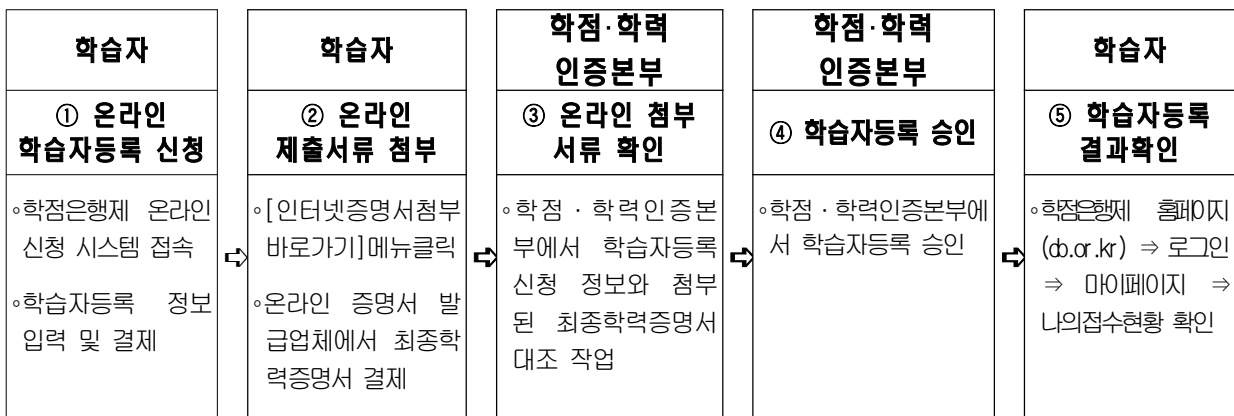 학습자
① 온라인
학습자등록 신청
◦학점은행제 온라인
신청 시스템 접속
◦학습자등록 정보
입력 및 결제
⇨
학습자
② 온라인
제출서류 첨부
◦[인터넷증명서첨부
바로가기]메뉴클릭
◦온라인 증명서 발
급업체에서 최종학
력증명서 결제
⇨
학점·학력
인증본부
③ 온라인 첨부
서류 확인
◦학점·학력인증본
부에서 학습자등록
신청 정보와 첨부
된 최종학력증명서
대조 작업
⇨
학점·학력
인증본부
④ 학습자등록 승인
◦학점·학력인증본부에
서 학습자등록 승인
⇨
학습자
⑤ 학습자등록
결과확인
◦학점은행제 홈페이지
(cb.or.kr) ⇒ 로그인
⇒ 마이페이지 ⇒
나의접수현황 확인